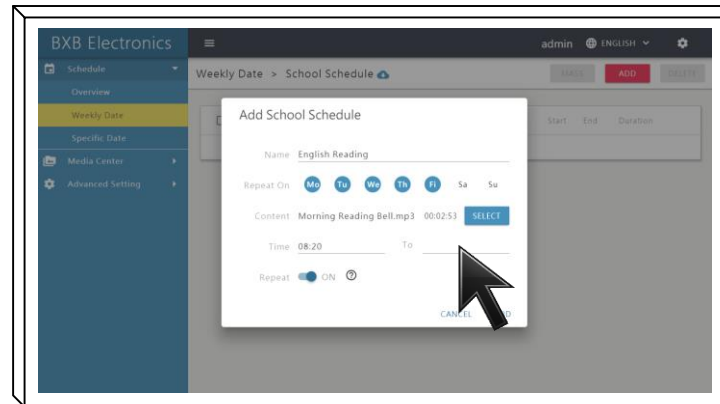 BXB Electronics
admin ENGLISH
Schedule
Overview
Weekly Date
Specific Date
Media Center
Advanced Setting
Weekly Date > School Schedule
ADD DELETE
Start End Duration
Add School Schedule
Name English Reading
Repeat On Mo Tu We Th Fi Sa Su
Content Morning Reading Bell.mp3 00:02:53 SELECT
Time 08:20 To
Repeat ON
CANCEL